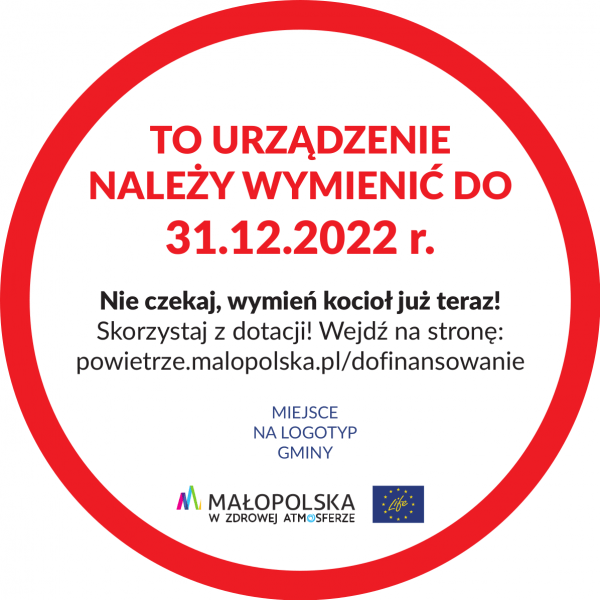 TO URZĄDZENIE
NALEŻY WYMIENIĆ DO
31.12.2022 r.
Nie czekaj, wymień kocioł już teraz!
Skorzystaj z dotacji! Wejdź na stronę:
powietrze.malopolska.pl/dofinansowanie
MIEJSCE
NA LOGOTYP
GMINY
MAŁOPOLSKA
W ZDROWEJ ATMOSFERZE
Life